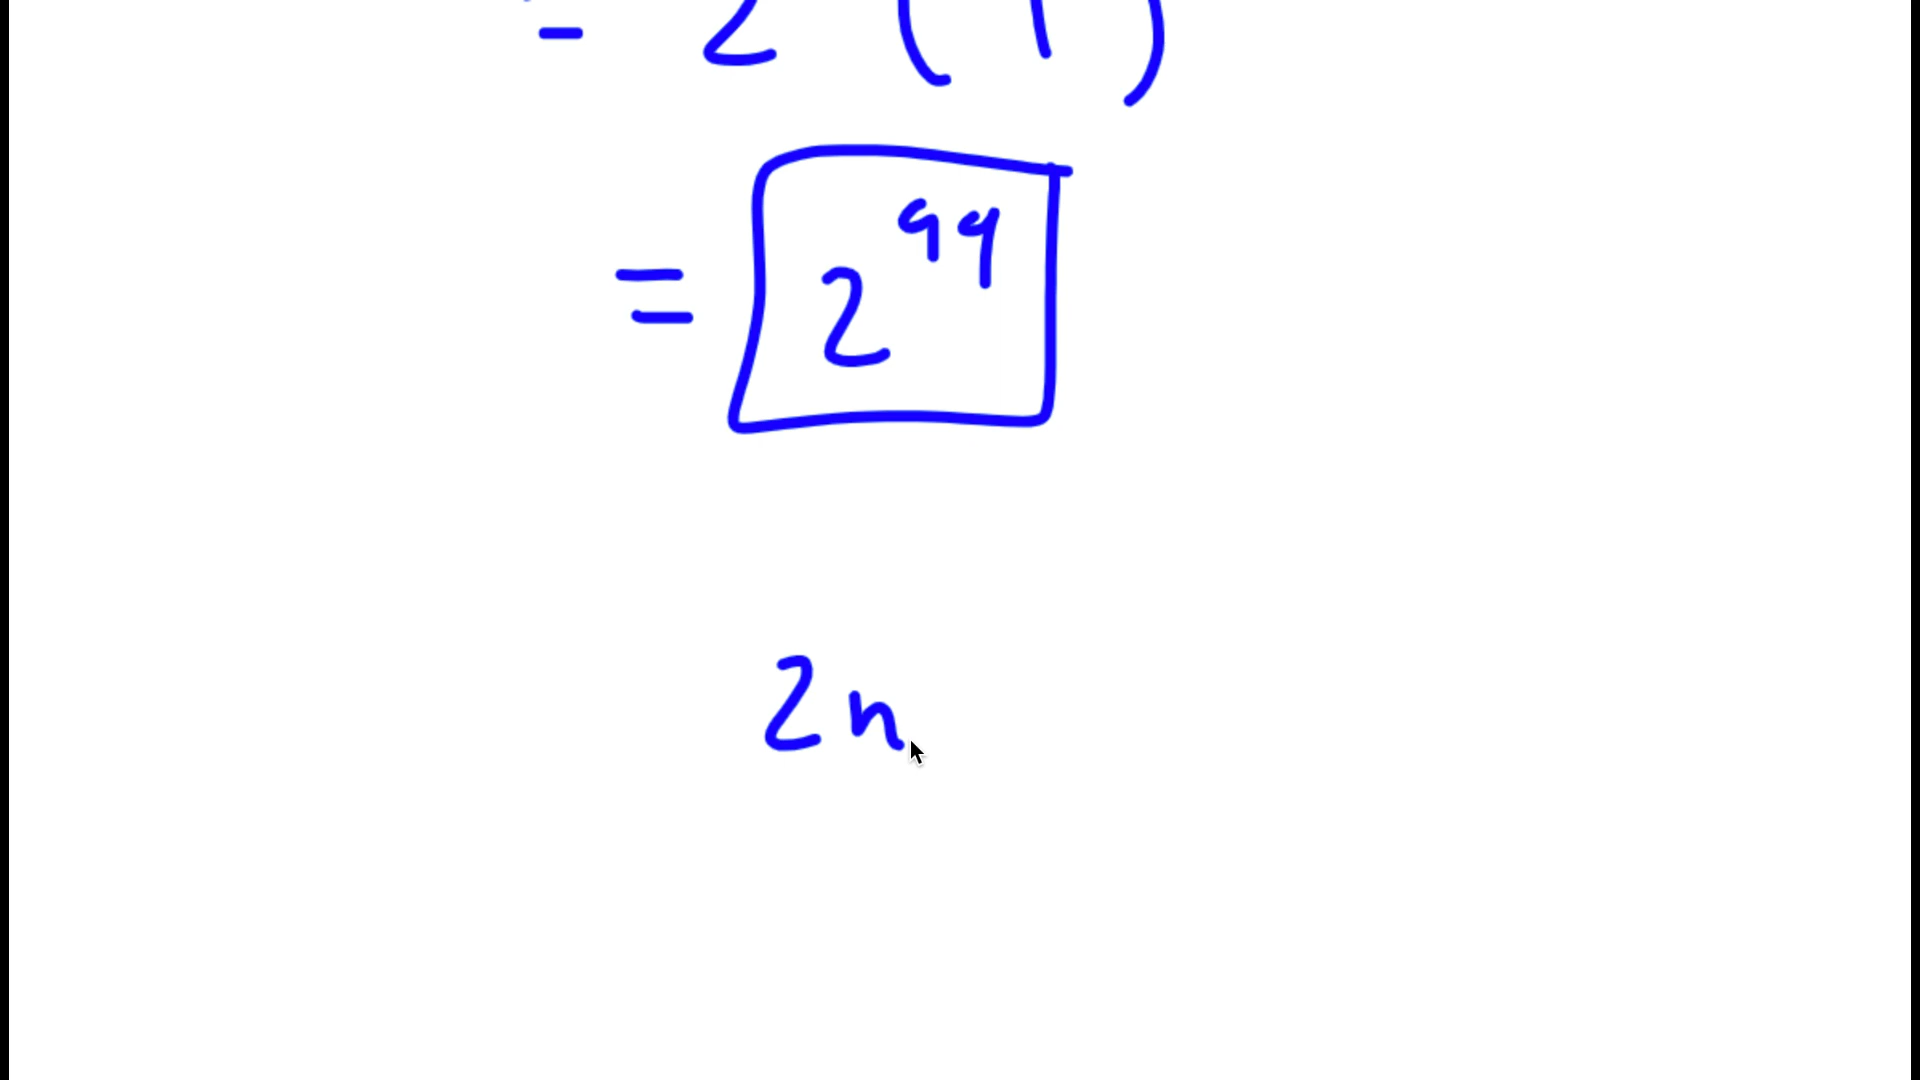 = 2 ( 1 )
= 2^99
2n